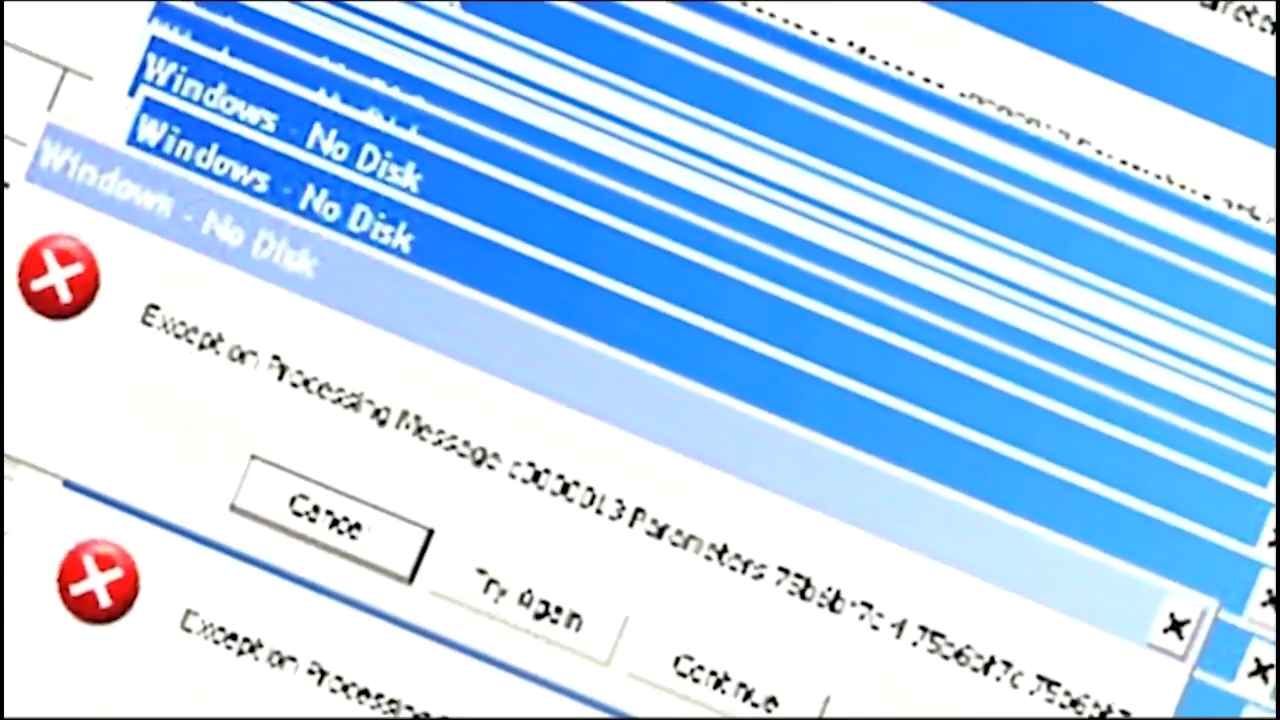 Windows - No Disk
Windows - No Disk
Windows - No Disk
Exception Processing Message c0000013 Parameters 75b6bf7c 4 75b6bf7c 75b6bf7c
Cancel
Try Again
Continue
Exception Processing